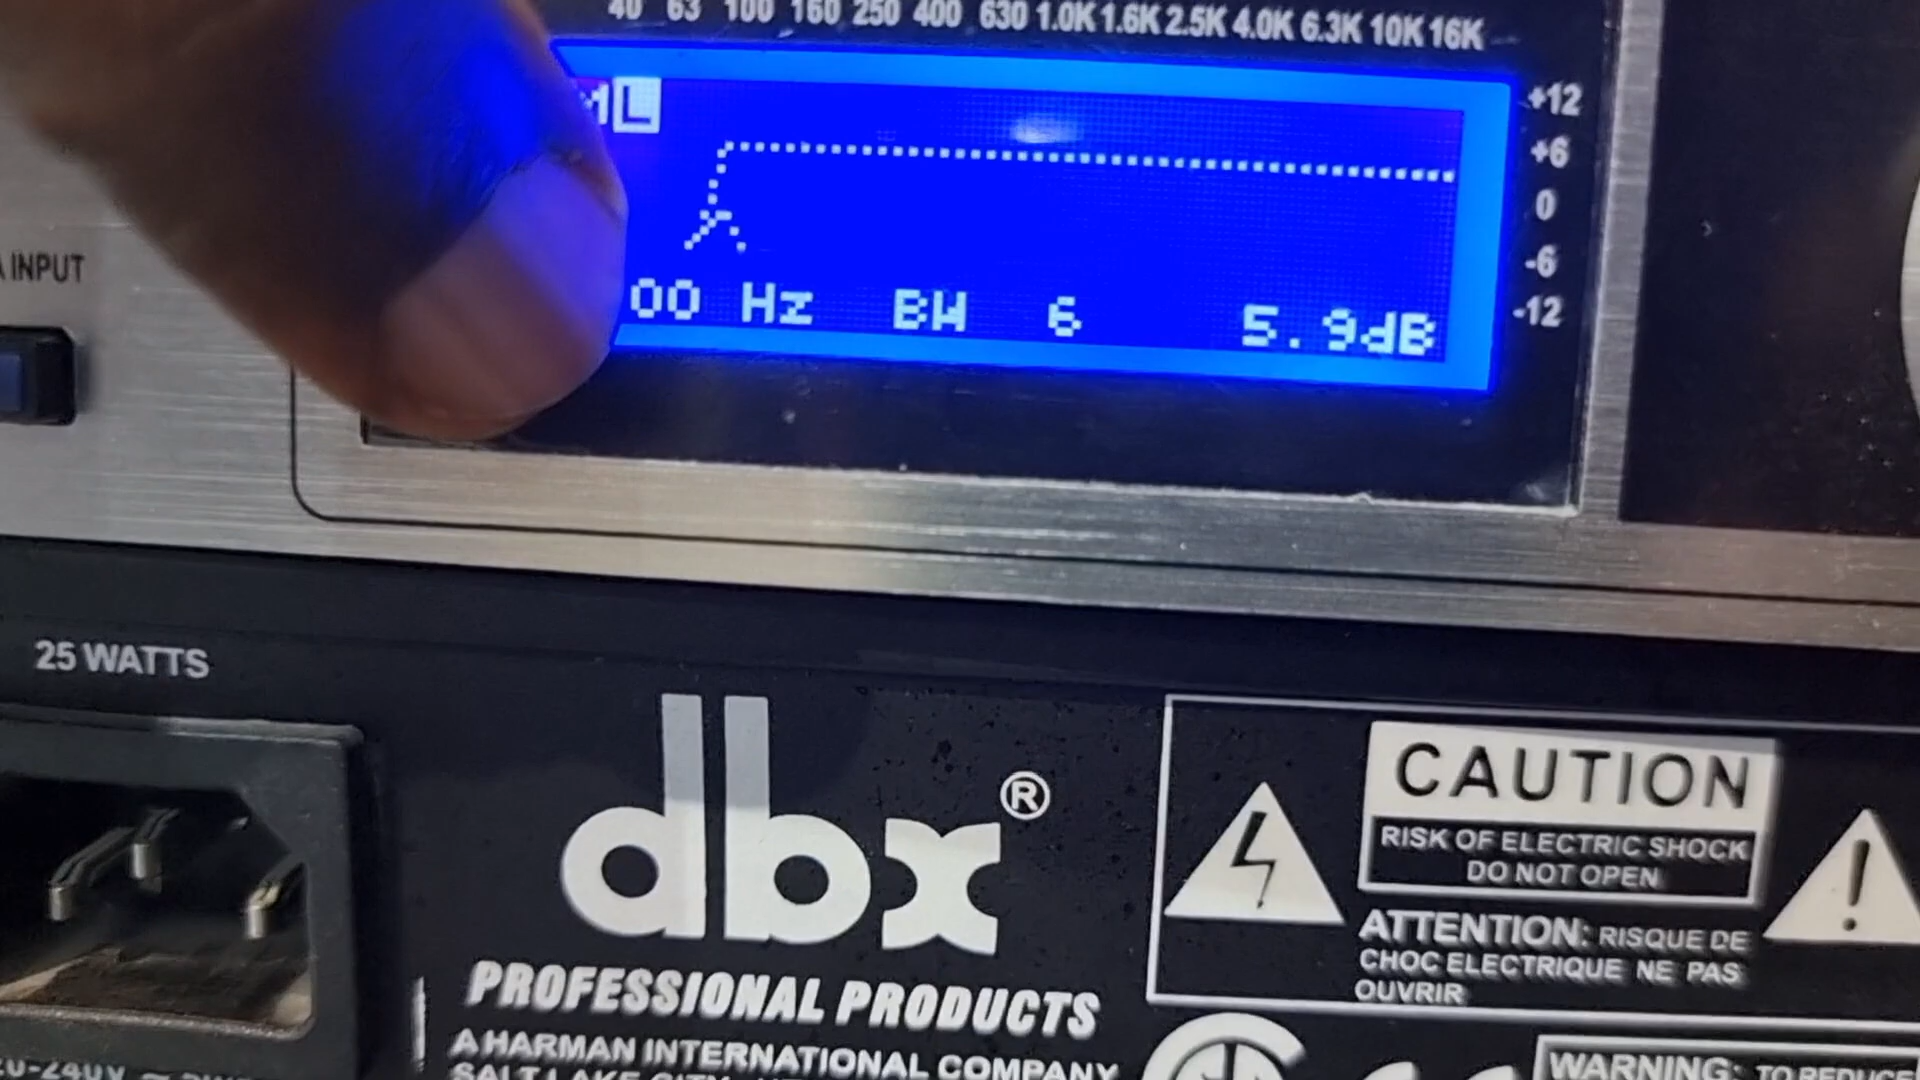 40 63 100 160 250 400 630 1.0K 1.6K 2.5K 4.0K 6.3K 10K 16K
+12
+6
0
-6
-12
L
00 Hz BW 6 5.9dB
INPUT
25 WATTS
dbx®
PROFESSIONAL PRODUCTS
A HARMAN INTERNATIONAL COMPANY
CAUTION
RISK OF ELECTRIC SHOCK
DO NOT OPEN
ATTENTION: RISQUE DE
CHOC ELECTRIQUE NE PAS
OUVRIR
WARNING: TO REDUCE